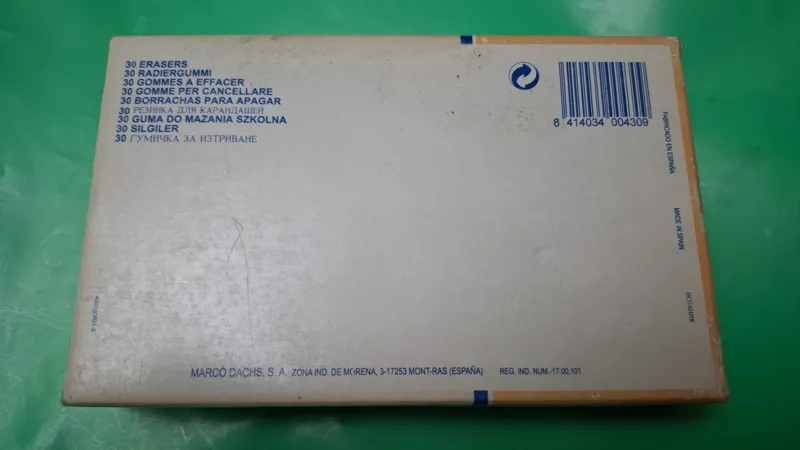 30 ERASERS
30 RADIERGUMMI
30 GOMMES A EFFACER
30 GOMME PER CANCELLARE
30 BORRACHAS PARA APAGAR
30 РЕЗИНКА ДЛЯ КАРАНДАШЕЙ
30 GUMA DO MAZANIA SZKOLNA
30 SILGILER
30 ГУМИЧКА ЗА ИЗТРИВАНЕ
8 414034 004309
FABRICADO EN ESPAÑA
MADE IN SPAIN
MARCÓ DACHS, S. A. ZONA IND. DE MORENA, 3-17253 MONT-RAS (ESPAÑA) REG. IND. NUM.-17.00.101